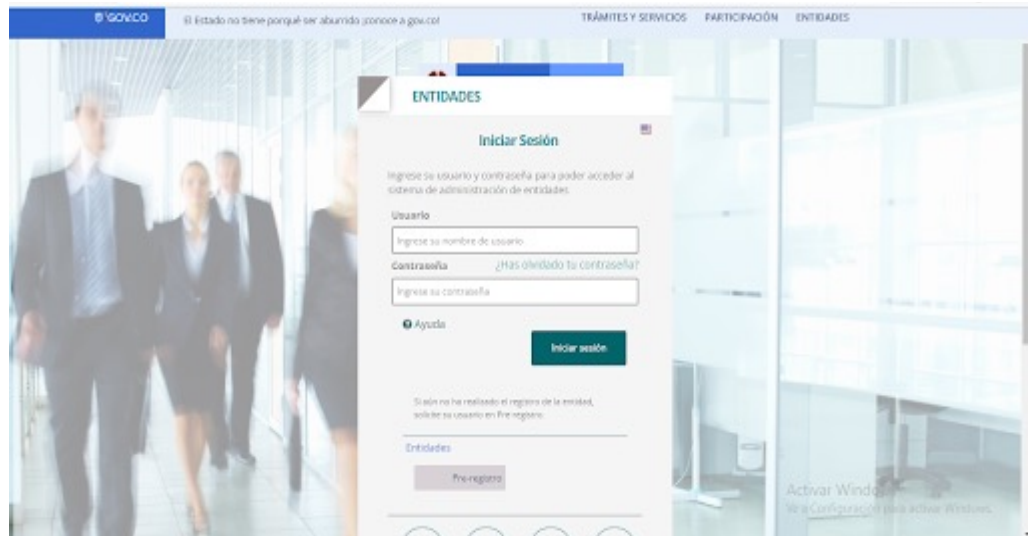 GOV.CO
El Estado no tiene porqué ser aburrido ¡conoce a gov.co!
TRÁMITES Y SERVICIOS PARTICIPACIÓN ENTIDADES
ENTIDADES
Iniciar Sesión
Ingrese su usuario y contraseña para poder acceder al
sistema de administración de entidades
Usuario
Ingrese su nombre de usuario
Contraseña ¿Has olvidado tu contraseña?
Ingrese su contraseña
Ayuda
Iniciar sesión
Si aún no ha realizado el registro de la entidad,
solicite su usuario en Pre-registro
Entidades
Pre-registro
Activar Windows
Ve a Configuración para activar Windows.